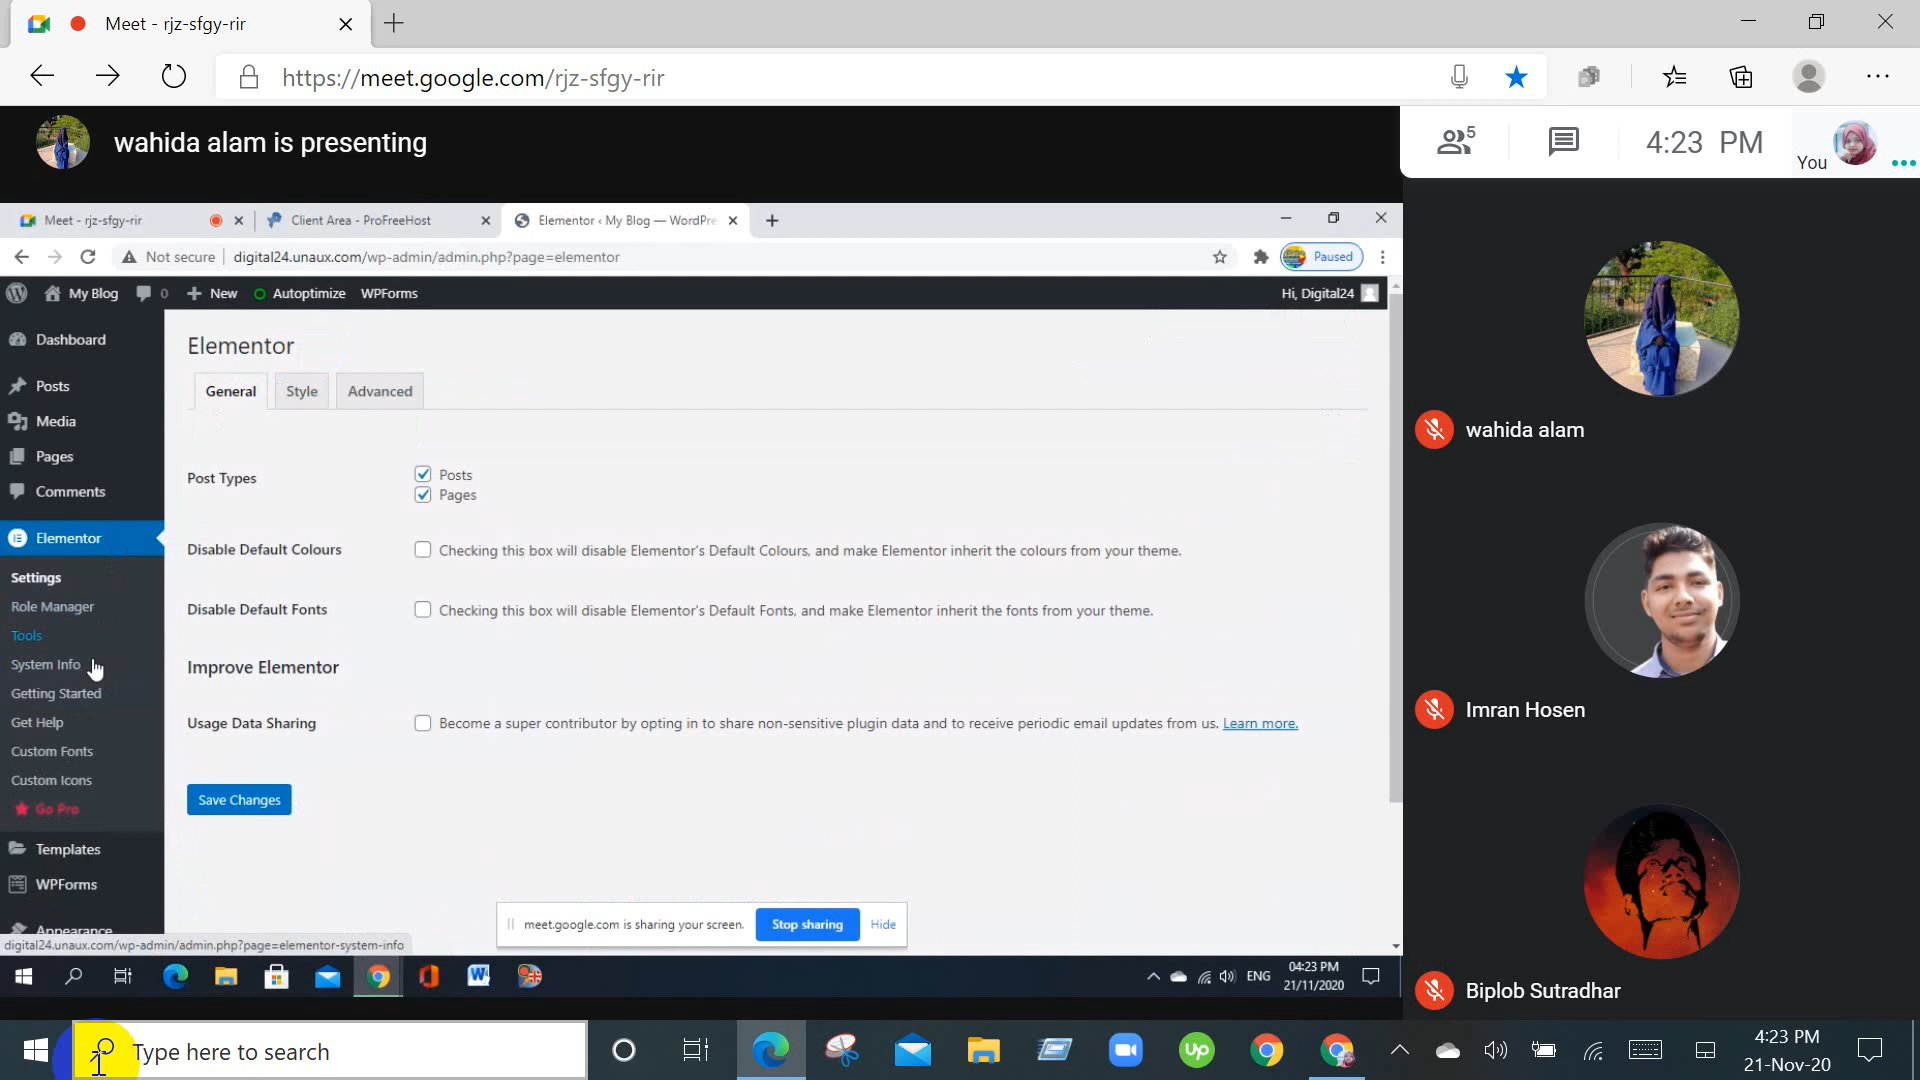 Meet - rjz-sfgy-rir
https://meet.google.com/rjz-sfgy-rir
wahida alam is presenting
5
4:23 PM
You
Meet - rjz-sfgy-rir
Client Area - ProFreeHost
Elementor ‹ My Blog — WordPre
Not secure
digital24.unaux.com/wp-admin/admin.php?page=elementor
Paused
My Blog
0
New
Autoptimize
WPForms
Hi, Digital24
Dashboard
Posts
Media
Pages
Comments
Elementor
Settings
Role Manager
Tools
System Info
Getting Started
Get Help
Custom Fonts
Custom Icons
Go Pro
Templates
WPForms
Appearance
Elementor
General
Style
Advanced
Post Types
Posts
Pages
Disable Default Colours
Checking this box will disable Elementor's Default Colours, and make Elementor inherit the colours from your theme.
Disable Default Fonts
Checking this box will disable Elementor's Default Fonts, and make Elementor inherit the fonts from your theme.
Improve Elementor
Usage Data Sharing
Become a super contributor by opting in to share non-sensitive plugin data and to receive periodic email updates from us. Learn more.
Save Changes
meet.google.com is sharing your screen.
Stop sharing
Hide
digital24.unaux.com/wp-admin/admin.php?page=elementor-system-info
ENG
04:23 PM
21/11/2020
wahida alam
Imran Hosen
Biplob Sutradhar
Type here to search
up
4:23 PM
21-Nov-20